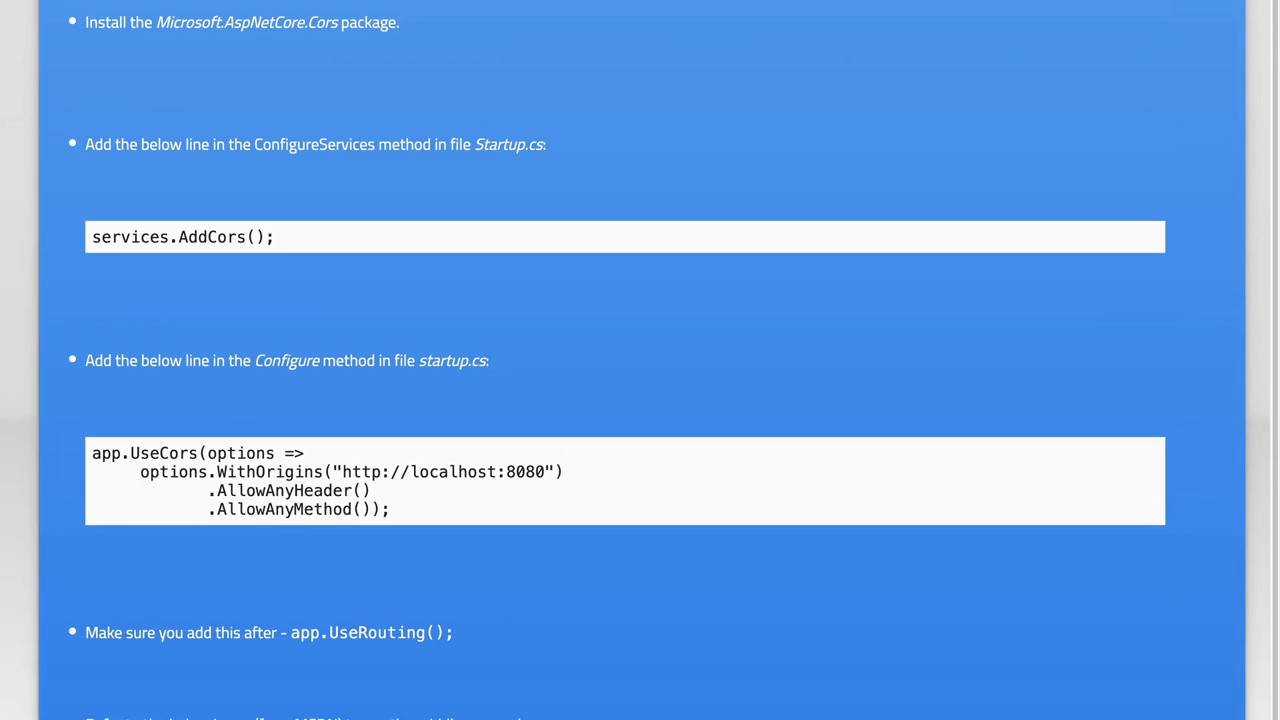 • Install the Microsoft.AspNetCore.Cors package.
• Add the below line in the ConfigureServices method in file Startup.cs:
services.AddCors();
• Add the below line in the Configure method in file startup.cs:
app.UseCors(options =>
     options.WithOrigins("http://localhost:8080")
            .AllowAnyHeader()
            .AllowAnyMethod());
• Make sure you add this after - app.UseRouting();